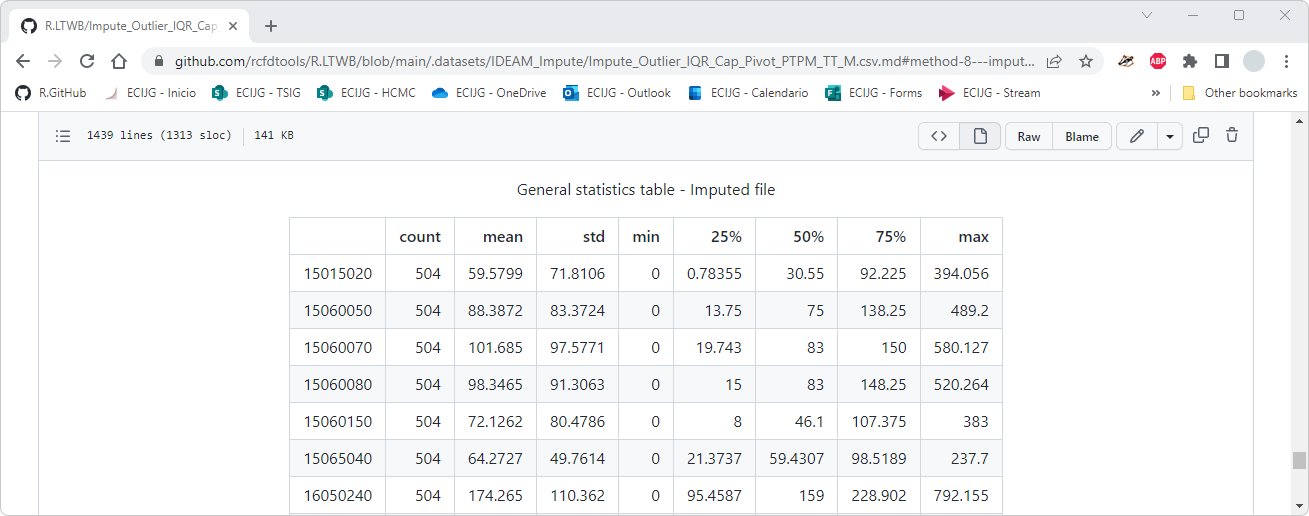 R.LTWB/Impute_Outlier_IQR_Cap_
github.com/rcfdtools/R.LTWB/blob/main/.datasets/IDEAM_Impute/Impute_Outlier_IQR_Cap_Pivot_PTPM_TT_M.csv.md#method-8---imput...
ABP
R.GitHub ECIJG - Inicio ECIJG - TSIG ECIJG - HCMC ECIJG - OneDrive ECIJG - Outlook ECIJG - Calendario ECIJG - Forms ECIJG - Stream » Other bookmarks
1439 lines (1313 sloc) 141 KB <> Raw Blame
General statistics table - Imputed file
count mean std min 25% 50% 75% max
15015020 504 59.5799 71.8106 0 0.78355 30.55 92.225 394.056
15060050 504 88.3872 83.3724 0 13.75 75 138.25 489.2
15060070 504 101.685 97.5771 0 19.743 83 150 580.127
15060080 504 98.3465 91.3063 0 15 83 148.25 520.264
15060150 504 72.1262 80.4786 0 8 46.1 107.375 383
15065040 504 64.2727 49.7614 0 21.3737 59.4307 98.5189 237.7
16050240 504 174.265 110.362 0 95.4587 159 228.902 792.155